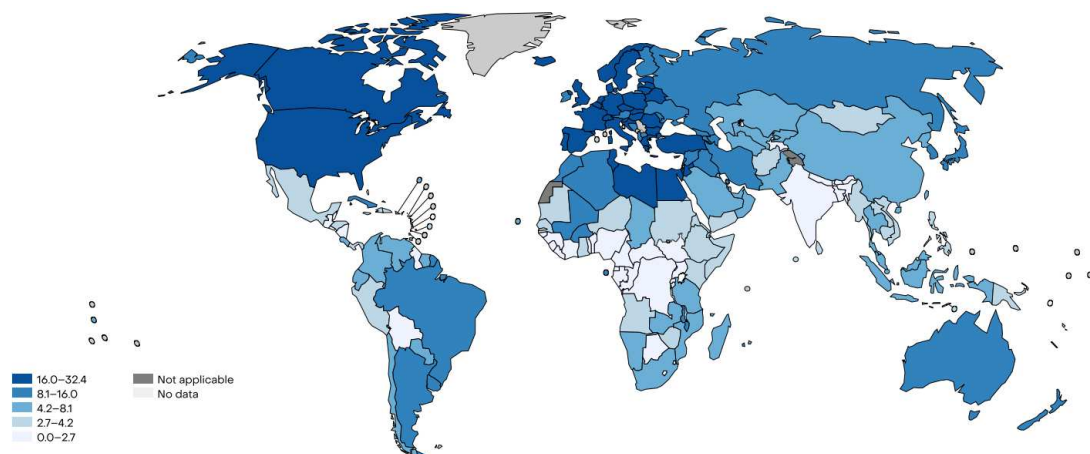 16.0–32.4
8.1–16.0
4.2–8.1
2.7–4.2
0.0–2.7
Not applicable
No data